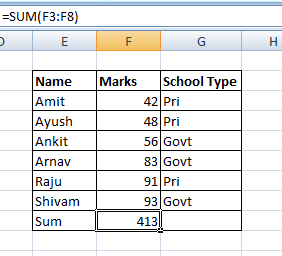 =SUM(F3:F8)
D E F G H
Name Marks School Type
Amit 42 Pri
Ayush 48 Pri
Ankit 56 Govt
Arnav 83 Govt
Raju 91 Pri
Shivam 93 Govt
Sum 413